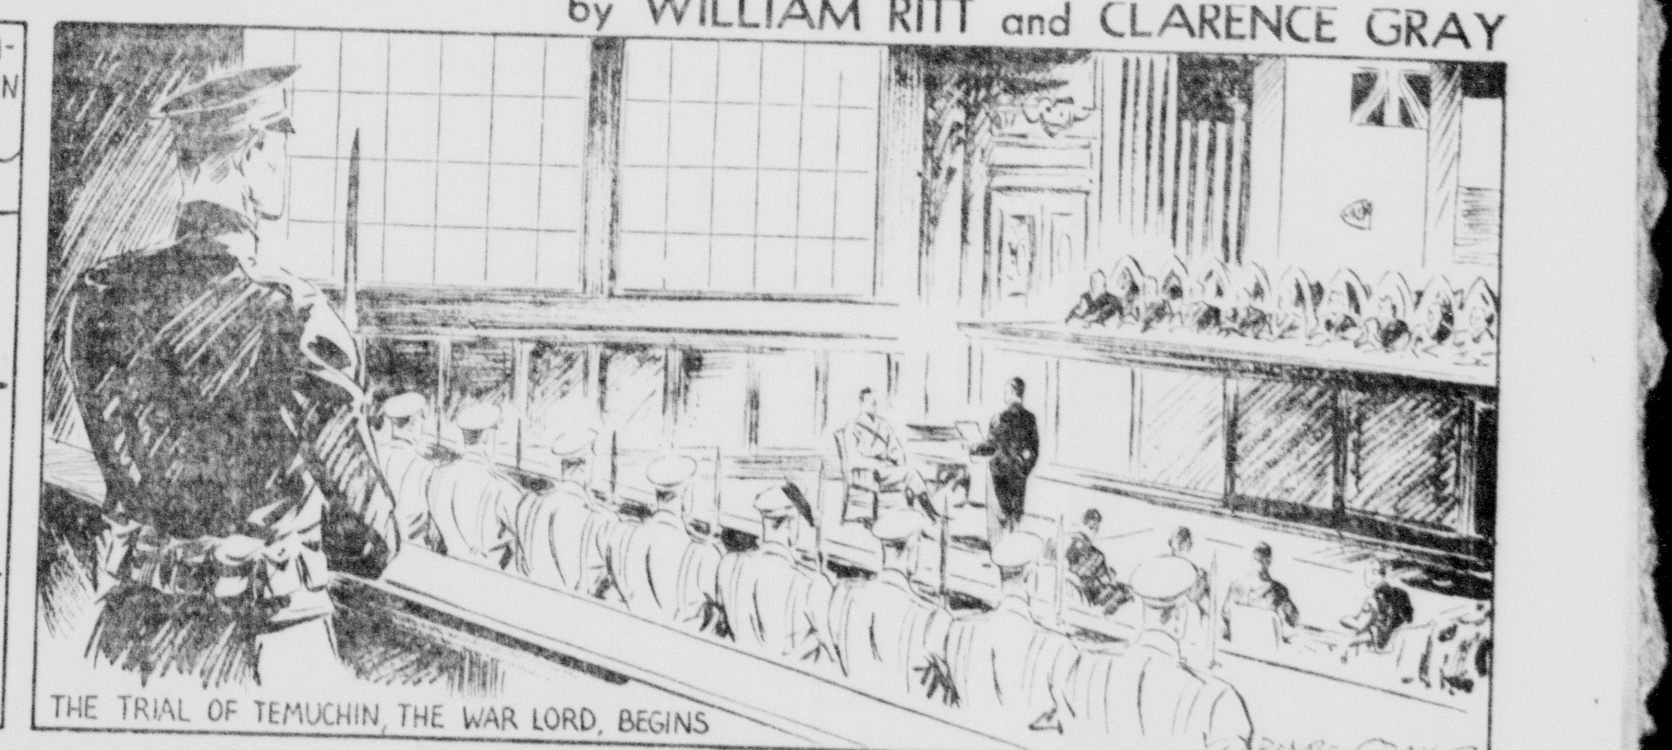 by WILLIAM RITT and CLARENCE GRAY
N
THE TRIAL OF TEMUCHIN, THE WAR LORD, BEGINS